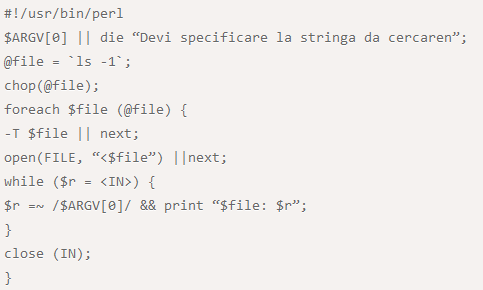 #!/usr/bin/perl
$ARGV[0] || die “Devi specificare la stringa da cercaren”;
@file = `ls -1`;
chop(@file);
foreach $file (@file) {
-T $file || next;
open(FILE, “<$file”) ||next;
while ($r = <IN>) {
$r =~ /$ARGV[0]/ && print “$file: $r”;
}
close (IN);
}